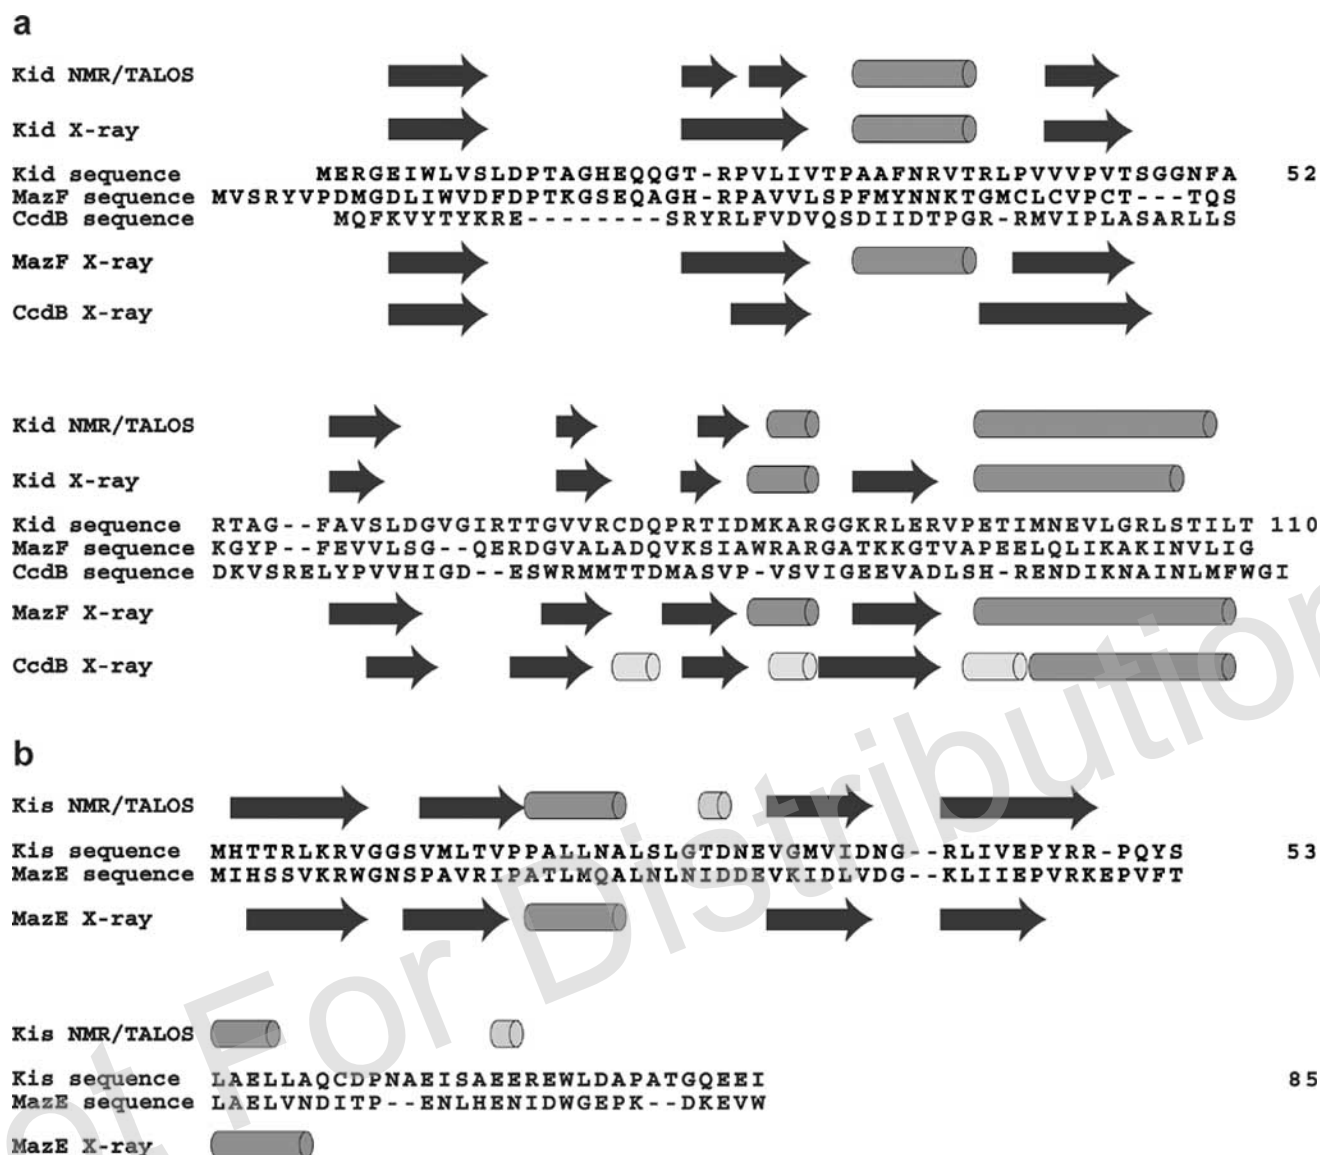 a
Kid NMR/TALOS
Kid X-ray
Kid sequence MERGEIWLVSLDPTAGHEQQGT-RPVLIVTPAAFNRVTRLPVVVPVTSGGNFA 52
MazF sequence MVSRYVPDMGDLIWVDFDPTKGSEQAGH-RPAVVLSPFMYNNKTGMCLCVPCT---TQS
CcdB sequence MQFKVYTYKRE--------SRYRLFVDVQSDIIDTPGR-RMVIPLASARLLS
MazF X-ray
CcdB X-ray
Kid NMR/TALOS
Kid X-ray
Kid sequence RTAG--FAVSLDGVGIRTTGVVRCDQPRTIDMKARGGKRLERVPETIMNEVLGRLSTILT 110
MazF sequence KGYP--FEVVLSG--QERDGVALADQVKSIAWRARGATKKGTVAPEELQLIKAKINVLIG
CcdB sequence DKVSRELYPVVHIGD--ESWRMMTTDMASVP-VSVIGEEVADLSH-RENDIKNAINLMFWGI
MazF X-ray
CcdB X-ray
b
Kis NMR/TALOS
Kis sequence MHTTRLKRVGGSVMLTVPPALLNALSLGTDNEVGMVIDNG--RLIVEPYRR-PQYS 53
MazE sequence MIHSSVKRWGNSPAVRIPATLMQALNLNIDDEVKIDLVDG--KLIIEPVRKEPVFT
MazE X-ray
Kis NMR/TALOS
Kis sequence LAELLAQCDPNAEISAEEREWLDAPATGQEEI 85
MazE sequence LAELVNDITP--ENLHENIDWGEPK--DKEVW
MazE X-ray
Not For Distribution